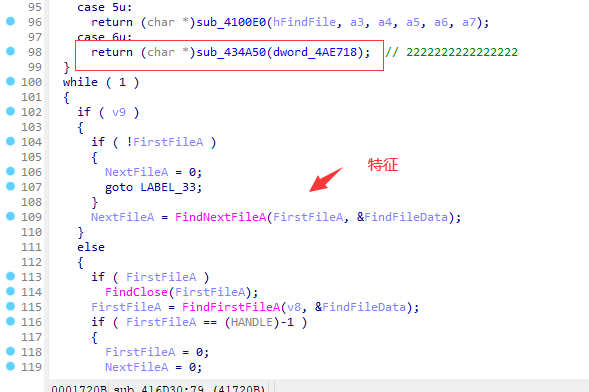 95 case 5u:
96 return (char *)sub_4100E0(hFindFile, a3, a4, a5, a6, a7);
97 case 6u:
98 return (char *)sub_434A50(dword_4AE718); // 2222222222222222
99 }
100 while ( 1 )
101 {
102 if ( v9 )
103 {
104 if ( !FirstFileA )
105 {
106 NextFileA = 0;
107 goto LABEL_33;
108 }
特征
109 NextFileA = FindNextFileA(FirstFileA, &FindFileData);
110 }
111 else
112 {
113 if ( FirstFileA )
114 FindClose(FirstFileA);
115 FirstFileA = FindFirstFileA(v8, &FindFileData);
116 if ( FirstFileA == (HANDLE)-1 )
117 {
118 FirstFileA = 0;
119 NextFileA = 0;
0001720B sub_416D30:79 (41720B)